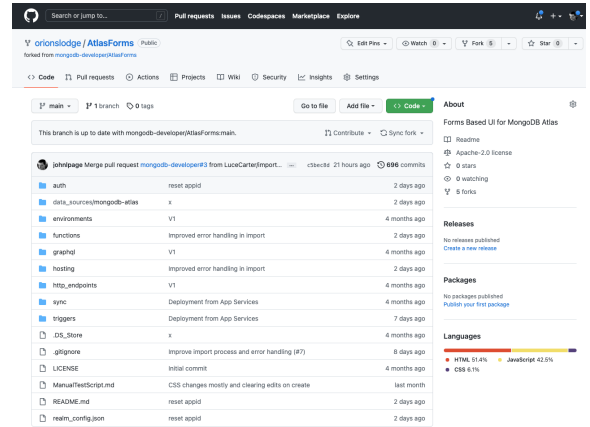 Search or jump to... /
Pull requests Issues Codespaces Marketplace Explore
orionslodge / AtlasForms Public
forked from mongodb-developer/AtlasForms
Edit Pins Watch 0 Fork 5 Star 0
Code Pull requests Actions Projects Wiki Security Insights Settings
main 1 branch 0 tags Go to file Add file Code
This branch is up to date with mongodb-developer/AtlasForms:main. Contribute Sync fork
johnlpage Merge pull request mongodb-developer#3 from LuceCarter/import... ... c5bec8d 21 hours ago 696 commits
auth reset appid 2 days ago
data_sources/mongodb-atlas x 2 days ago
environments V1 4 months ago
functions Improved error handling in import 2 days ago
graphql V1 4 months ago
hosting Improved error handling in import 2 days ago
http_endpoints V1 4 months ago
sync Deployment from App Services 4 months ago
triggers Deployment from App Services 7 days ago
.DS_Store x 4 months ago
.gitignore Improve import process and error handling (#7) 6 days ago
LICENSE Initial commit 4 months ago
ManualTestScript.md CSS changes mostly and clearing edits on create last month
README.md reset appid 2 days ago
realm_config.json reset appid 2 days ago
About
Forms Based UI for MongoDB Atlas
Readme
Apache-2.0 license
0 stars
0 watching
5 forks
Releases
No releases published
Create a new release
Packages
No packages published
Publish your first package
Languages
HTML 51.4% JavaScript 42.5%
CSS 6.1%